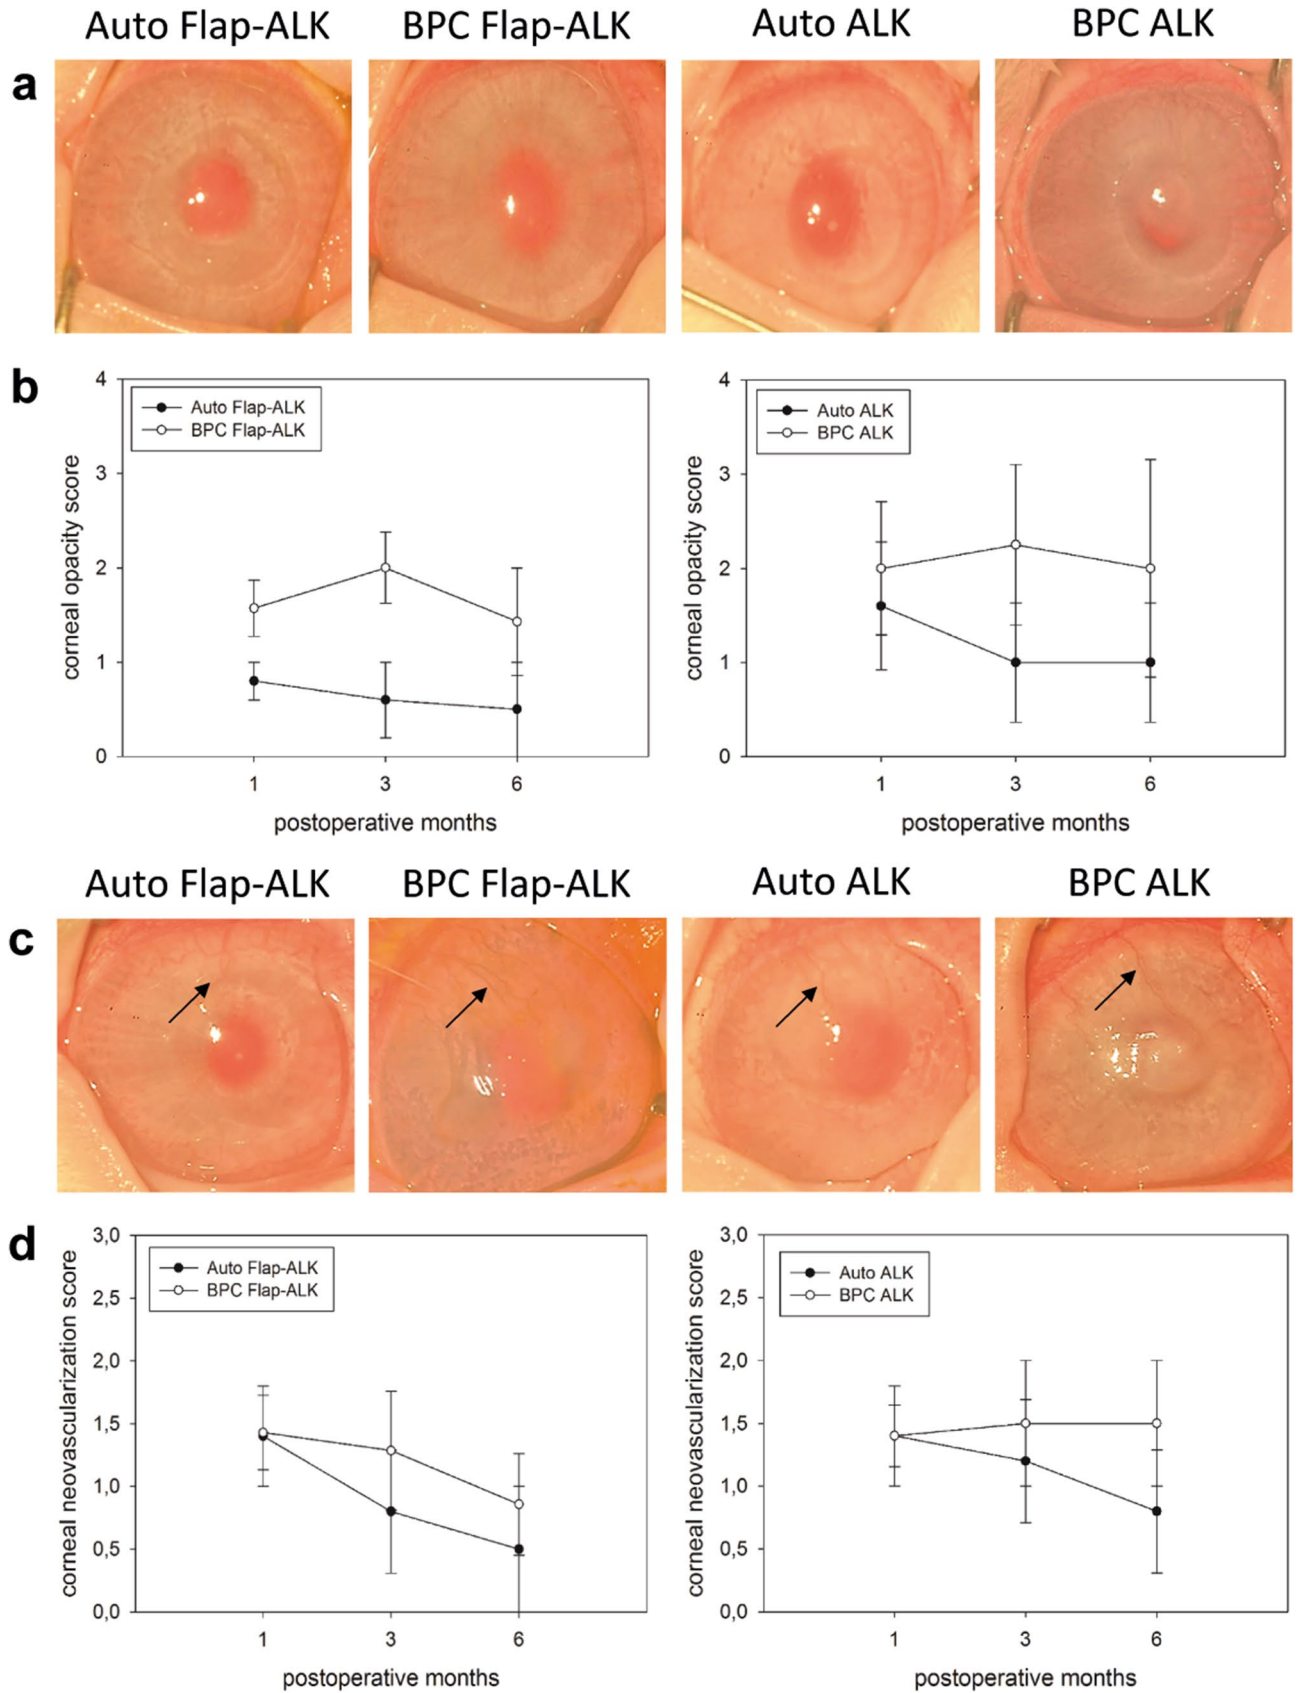 Auto Flap-ALK BPC Flap-ALK Auto ALK BPC ALK
a
b
4
3
2
1
0
corneal opacity score
Auto Flap-ALK
BPC Flap-ALK
1 3 6
postoperative months
4
3
2
1
0
corneal opacity score
Auto ALK
BPC ALK
1 3 6
postoperative months
Auto Flap-ALK BPC Flap-ALK Auto ALK BPC ALK
c
d
3,0
2,5
2,0
1,5
1,0
0,5
0,0
corneal neovascularization score
Auto Flap-ALK
BPC Flap-ALK
1 3 6
postoperative months
3,0
2,5
2,0
1,5
1,0
0,5
0,0
corneal neovascularization score
Auto ALK
BPC ALK
1 3 6
postoperative months